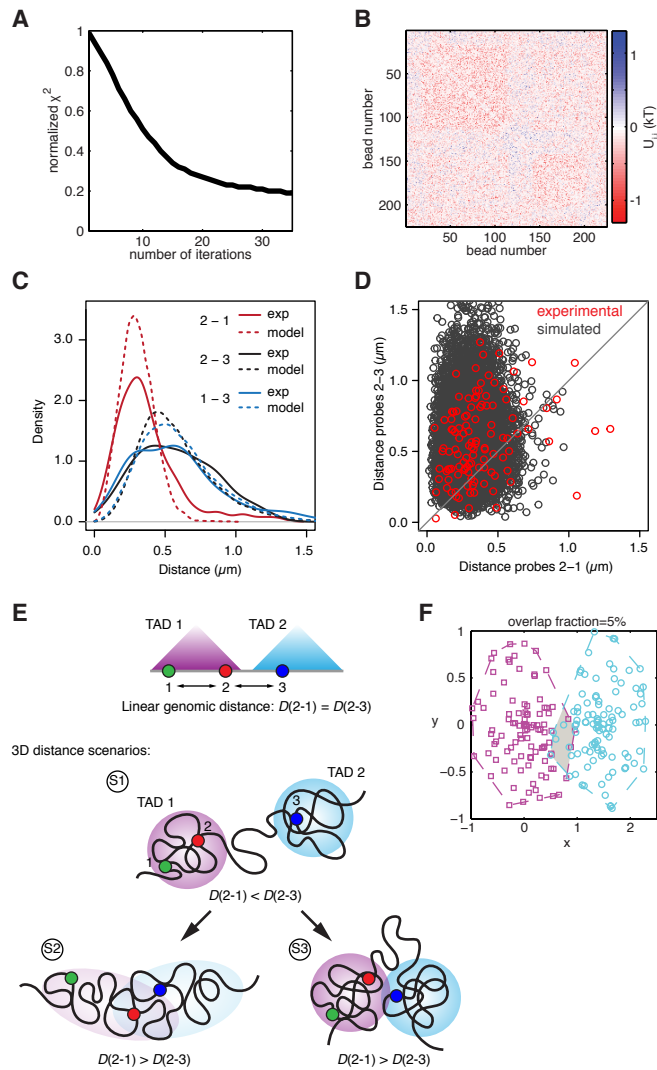 A
normalized χ2
1
0.8
0.6
0.4
0.2
0
10
20
30
number of iterations
B
bead number
50
100
150
200
50
100
150
200
bead number
1
0
-1
Ui,j (kT)
C
Density
3.0
2.0
1.0
0.0
2 – 1
exp
model
2 – 3
exp
model
1 – 3
exp
model
0.0
0.5
1.0
1.5
Distance (μm)
D
Distance probes 2–3 (μm)
1.5
1.0
0.5
0.0
experimental
simulated
0.0
0.5
1.0
1.5
Distance probes 2–1 (μm)
E
TAD 1
TAD 2
1
2
3
Linear genomic distance: D(2-1) = D(2-3)
3D distance scenarios:
S1
TAD 1
TAD 2
1
2
3
D(2-1) < D(2-3)
S2
S3
D(2-1) > D(2-3)
D(2-1) > D(2-3)
F
overlap fraction=5%
y
1
0.5
0
−0.5
−1
−1
0
1
2
x